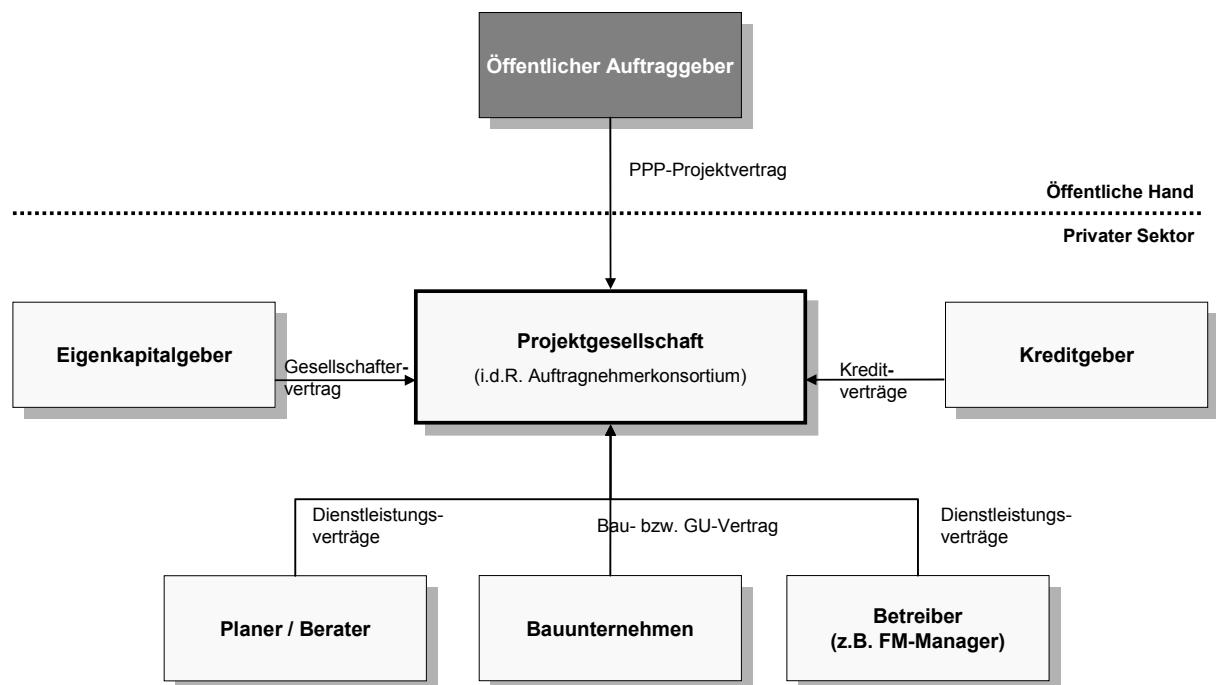 Öffentlicher Auftraggeber
PPP-Projektvertrag
Öffentliche Hand
Privater Sektor
Eigenkapitalgeber
Gesellschafter-
vertrag
Projektgesellschaft
(i.d.R. Auftragnehmerkonsortium)
Kredit-
verträge
Kreditgeber
Dienstleistungs-
verträge
Bau- bzw. GU-Vertrag
Dienstleistungs-
verträge
Planer / Berater
Bauunternehmen
Betreiber
(z.B. FM-Manager)